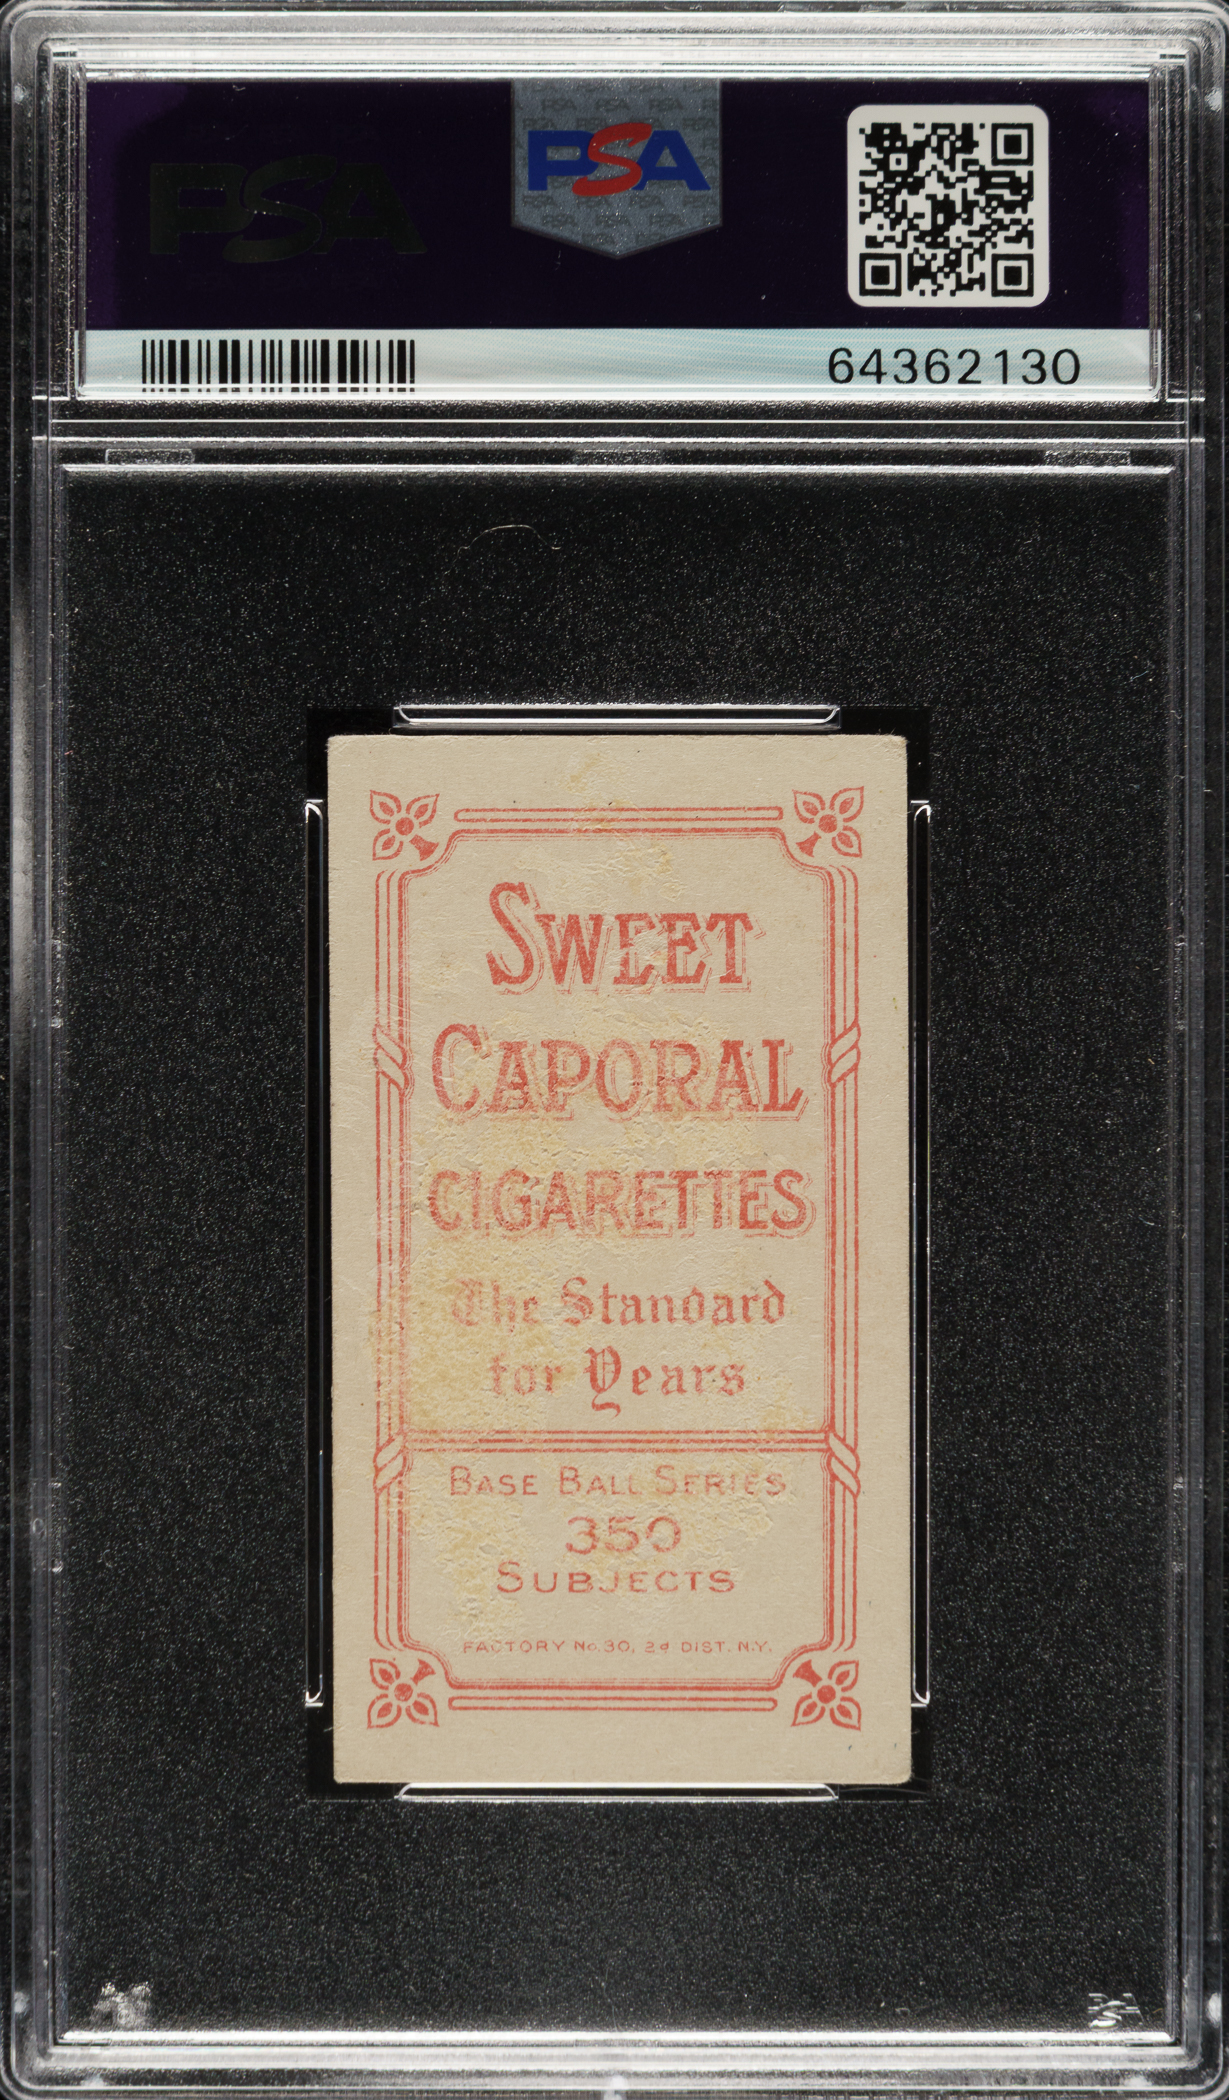 PSA
PSA
64362130
SWEET
CAPORAL
CIGARETTES
The Standard
for Years
BASE BALL SERIES
350
SUBJECTS
FACTORY No. 30, 2d DIST. N.Y.
PSA